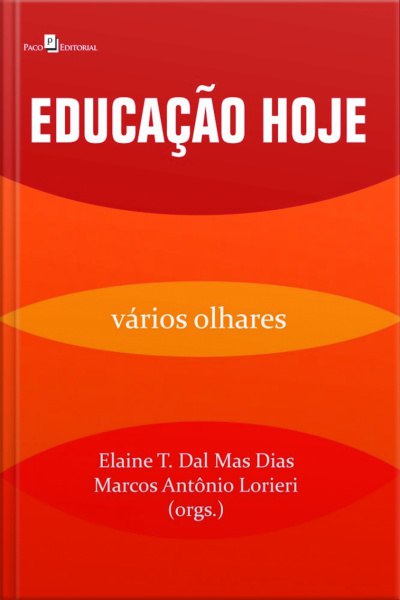 PACO P EDITORIAL
EDUCAÇÃO HOJE
vários olhares
Elaine T. Dal Mas Dias
Marcos Antônio Lorieri
(orgs.)